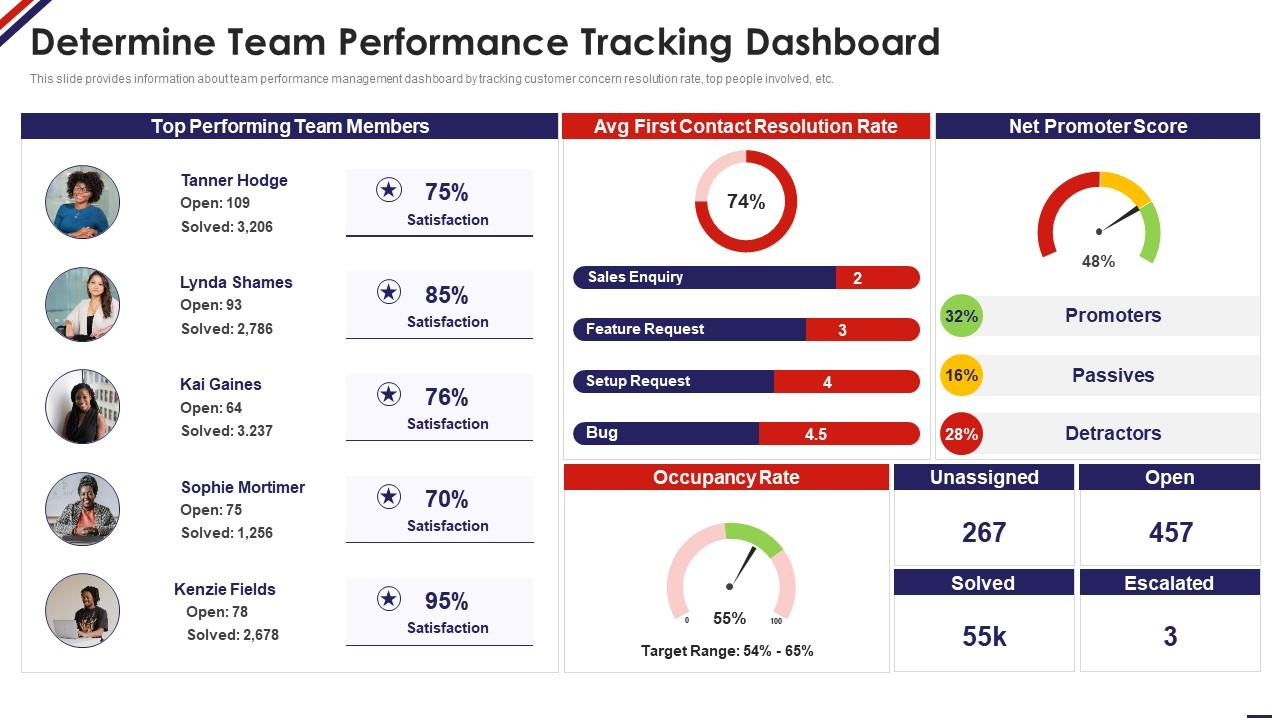 Determine Team Performance Tracking Dashboard
This slide provides information about team performance management dashboard by tracking customer concern resolution rate, top people involved, etc.
Top Performing Team Members
Tanner Hodge
Open: 109
Solved: 3,206
75%
Satisfaction
Lynda Shames
Open: 93
Solved: 2,786
85%
Satisfaction
Kai Gaines
Open: 64
Solved: 3.237
76%
Satisfaction
Sophie Mortimer
Open: 75
Solved: 1,256
70%
Satisfaction
Kenzie Fields
Open: 78
Solved: 2,678
95%
Satisfaction
Avg First Contact Resolution Rate
74%
Sales Enquiry 2
Feature Request 3
Setup Request 4
Bug 4.5
Net Promoter Score
48%
32% Promoters
16% Passives
28% Detractors
Occupancy Rate
0 55% 100
Target Range: 54% - 65%
Unassigned
267
Open
457
Solved
55k
Escalated
3